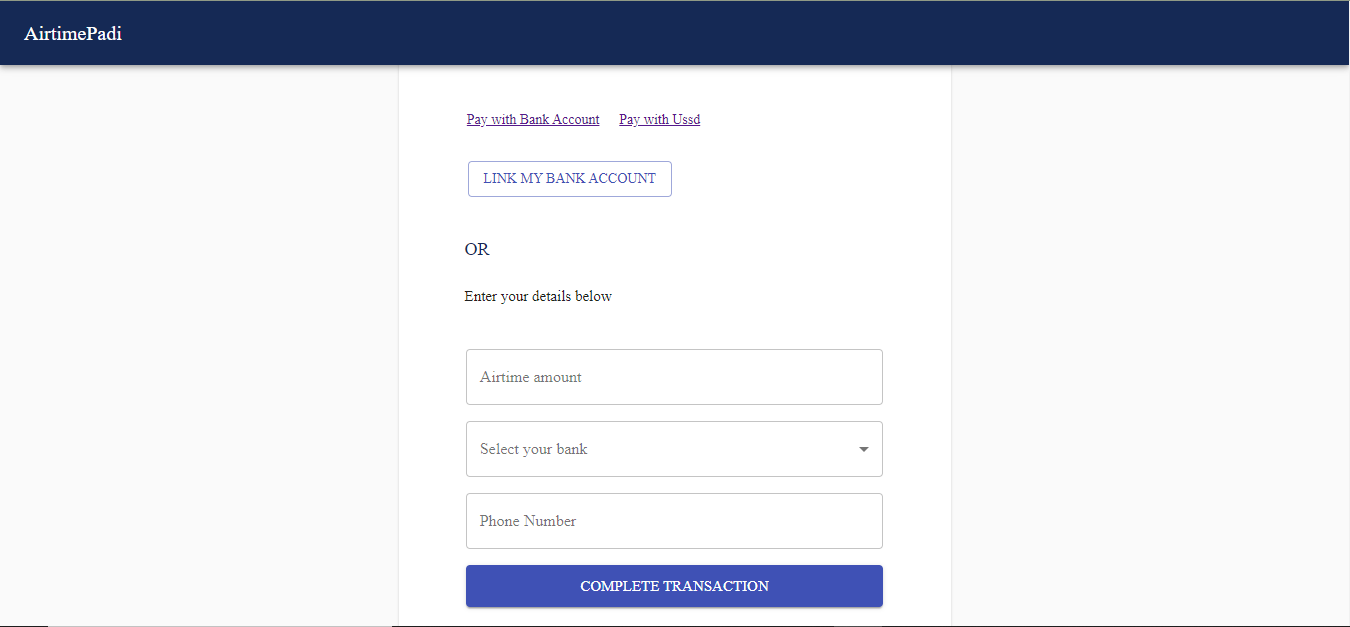 AirtimePadi
Pay with Bank Account Pay with Ussd
LINK MY BANK ACCOUNT
OR
Enter your details below
Airtime amount
Select your bank
Phone Number
COMPLETE TRANSACTION